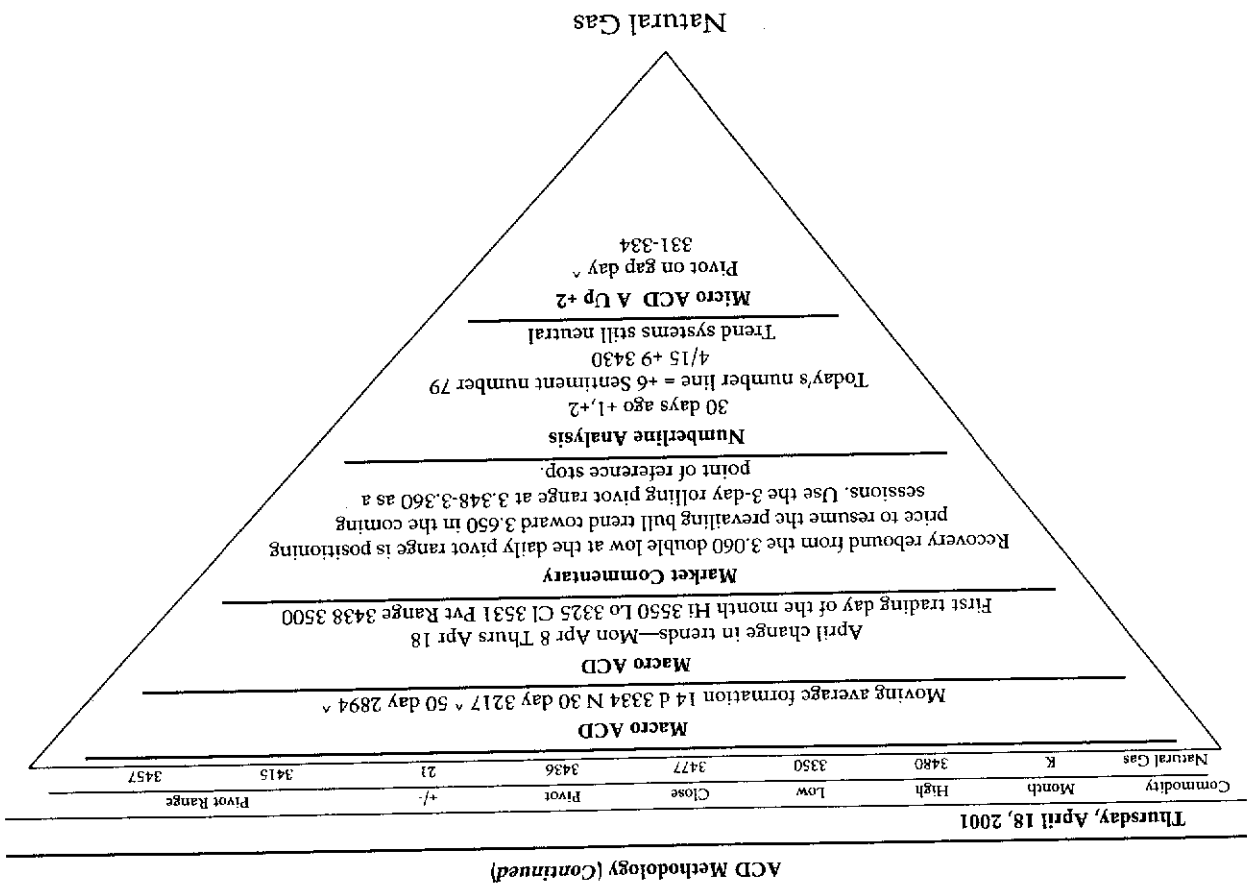 ACD Methodology (Continued)
Thursday, April 18, 2001
Commodity Month High Low Close Pivot +/- Pivot Range
Natural Gas K 3480 3350 3477 3436 21 3415 3457
Macro ACD
Moving average formation 14 d 3334 N 30 day 3217 ^ 50 day 2894 ^
Macro ACD
April change in trends—Mon Apr 8 Thurs Apr 18
First trading day of the month Hi 3550 Lo 3325 Cl 3531 Pvt Range 3438 3500
Market Commentary
Recovery rebound from the 3.060 double low at the daily pivot range is positioning
price to resume the prevailing bull trend toward 3.650 in the coming
sessions. Use the 3-day rolling pivot range at 3.348-3.360 as a
point of reference stop.
Numberline Analysis
30 days ago +1,+2
Today's number line = +6 Sentiment number 79
4/15 +9 3430
Trend systems still neutral
Micro ACD A Up +2
Pivot on gap day ^
331-334
Natural Gas